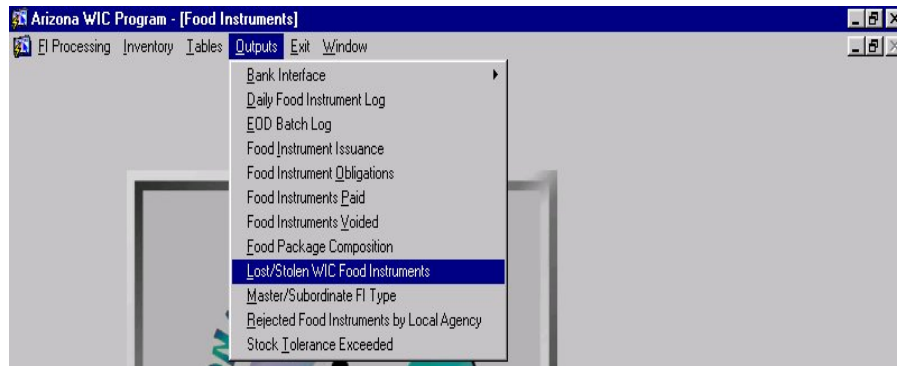 Arizona WIC Program - [Food Instruments]
FI Processing Inventory Tables Outputs Exit Window
Bank Interface
Daily Food Instrument Log
EOD Batch Log
Food Instrument Issuance
Food Instrument Obligations
Food Instruments Paid
Food Instruments Voided
Food Package Composition
Lost/Stolen WIC Food Instruments
Master/Subordinate FI Type
Rejected Food Instruments by Local Agency
Stock Tolerance Exceeded